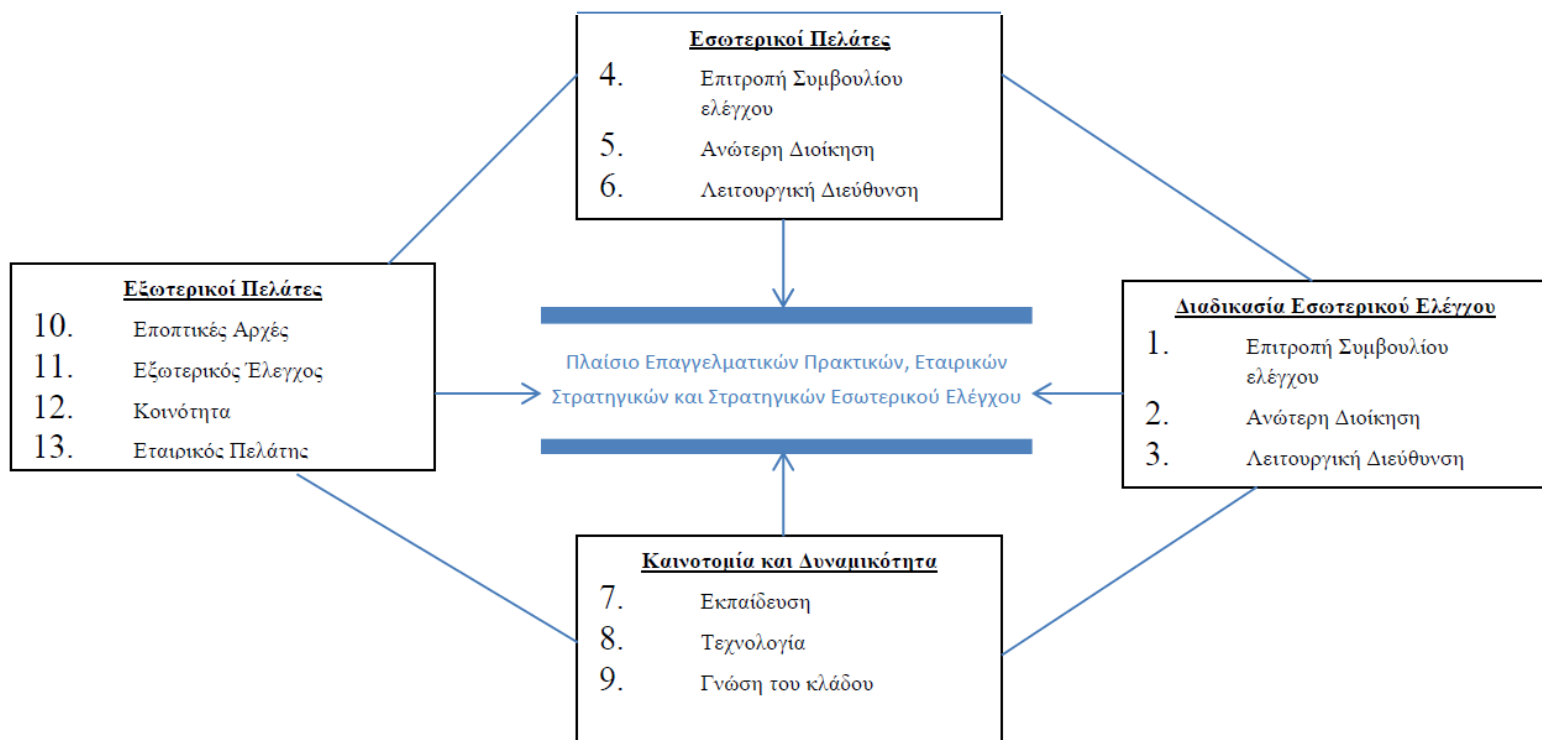 Εσωτερικοί Πελάτες
4. Επιτροπή Συμβουλίου
ελέγχου
5. Ανώτερη Διοίκηση
6. Λειτουργική Διεύθυνση
Εξωτερικοί Πελάτες
10. Εποπτικές Αρχές
11. Εξωτερικός Έλεγχος
12. Κοινότητα
13. Εταιρικός Πελάτης
Πλαίσιο Επαγγελματικών Πρακτικών, Εταιρικών
Στρατηγικών και Στρατηγικών Εσωτερικού Ελέγχου
Διαδικασία Εσωτερικού Ελέγχου
1. Επιτροπή Συμβουλίου
ελέγχου
2. Ανώτερη Διοίκηση
3. Λειτουργική Διεύθυνση
Καινοτομία και Δυναμικότητα
7. Εκπαίδευση
8. Τεχνολογία
9. Γνώση του κλάδου